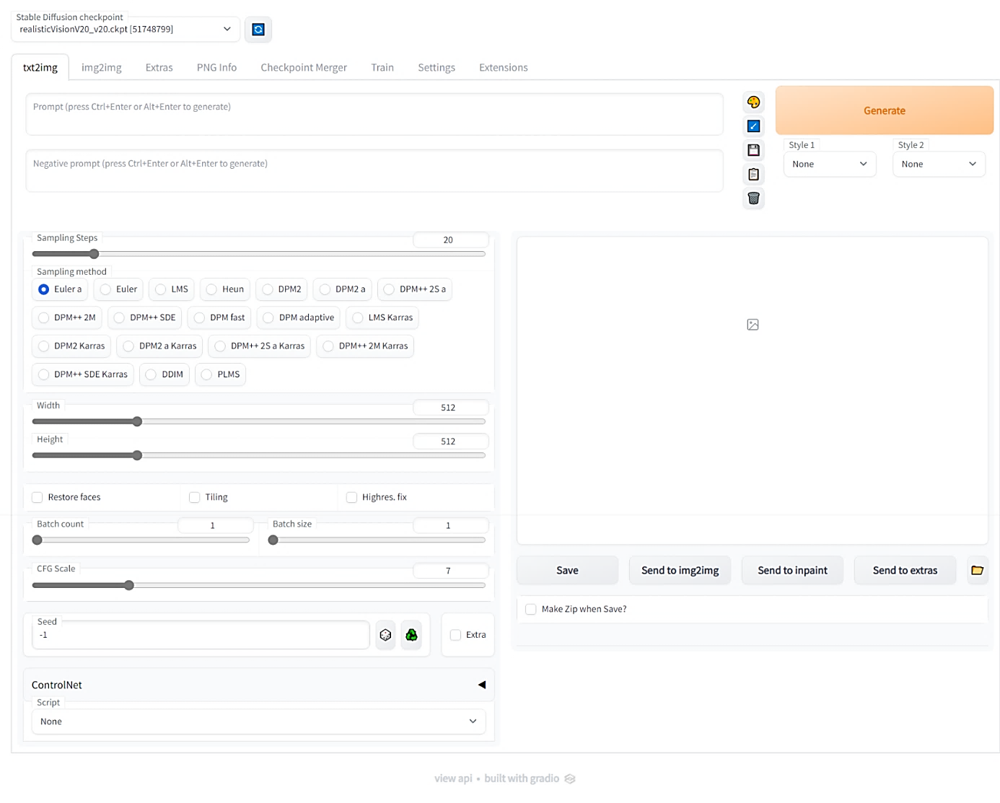 Stable Diffusion checkpoint
realisticVisionV20_v20.ckpt [51748799]
txt2img img2img Extras PNG Info Checkpoint Merger Train Settings Extensions
Prompt (press Ctrl+Enter or Alt+Enter to generate)
Generate
Negative prompt (press Ctrl+Enter or Alt+Enter to generate)
Style 1 Style 2
None None
Sampling Steps 20
Sampling method
Euler a Euler LMS Heun DPM2 DPM2 a DPM++ 2S a
DPM++ 2M DPM++ SDE DPM fast DPM adaptive LMS Karras
DPM2 Karras DPM2 a Karras DPM++ 2S a Karras DPM++ 2M Karras
DPM++ SDE Karras DDIM PLMS
Width 512
Height 512
Restore faces Tiling Highres. fix
Batch count 1 Batch size 1
CFG Scale 7
Seed
-1
Extra
ControlNet
Script
None
Save Send to img2img Send to inpaint Send to extras
Make Zip when Save?
view api • built with gradio